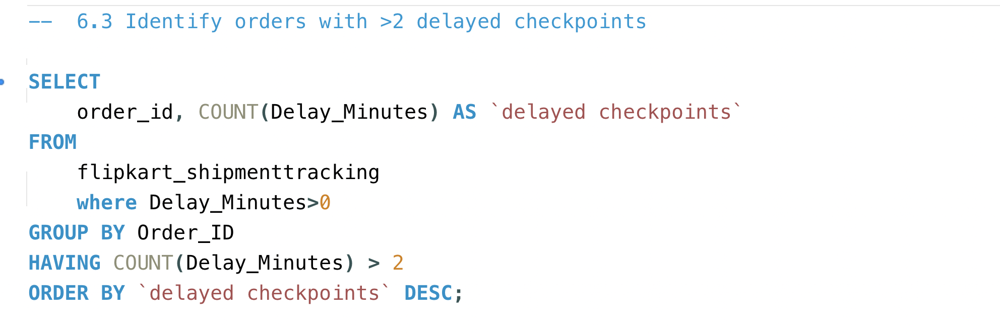 --  6.3 Identify orders with >2 delayed checkpoints
SELECT
    order_id, COUNT(Delay_Minutes) AS `delayed checkpoints`
FROM
    flipkart_shipmenttracking
    where Delay_Minutes>0
GROUP BY Order_ID
HAVING COUNT(Delay_Minutes) > 2
ORDER BY `delayed checkpoints` DESC;